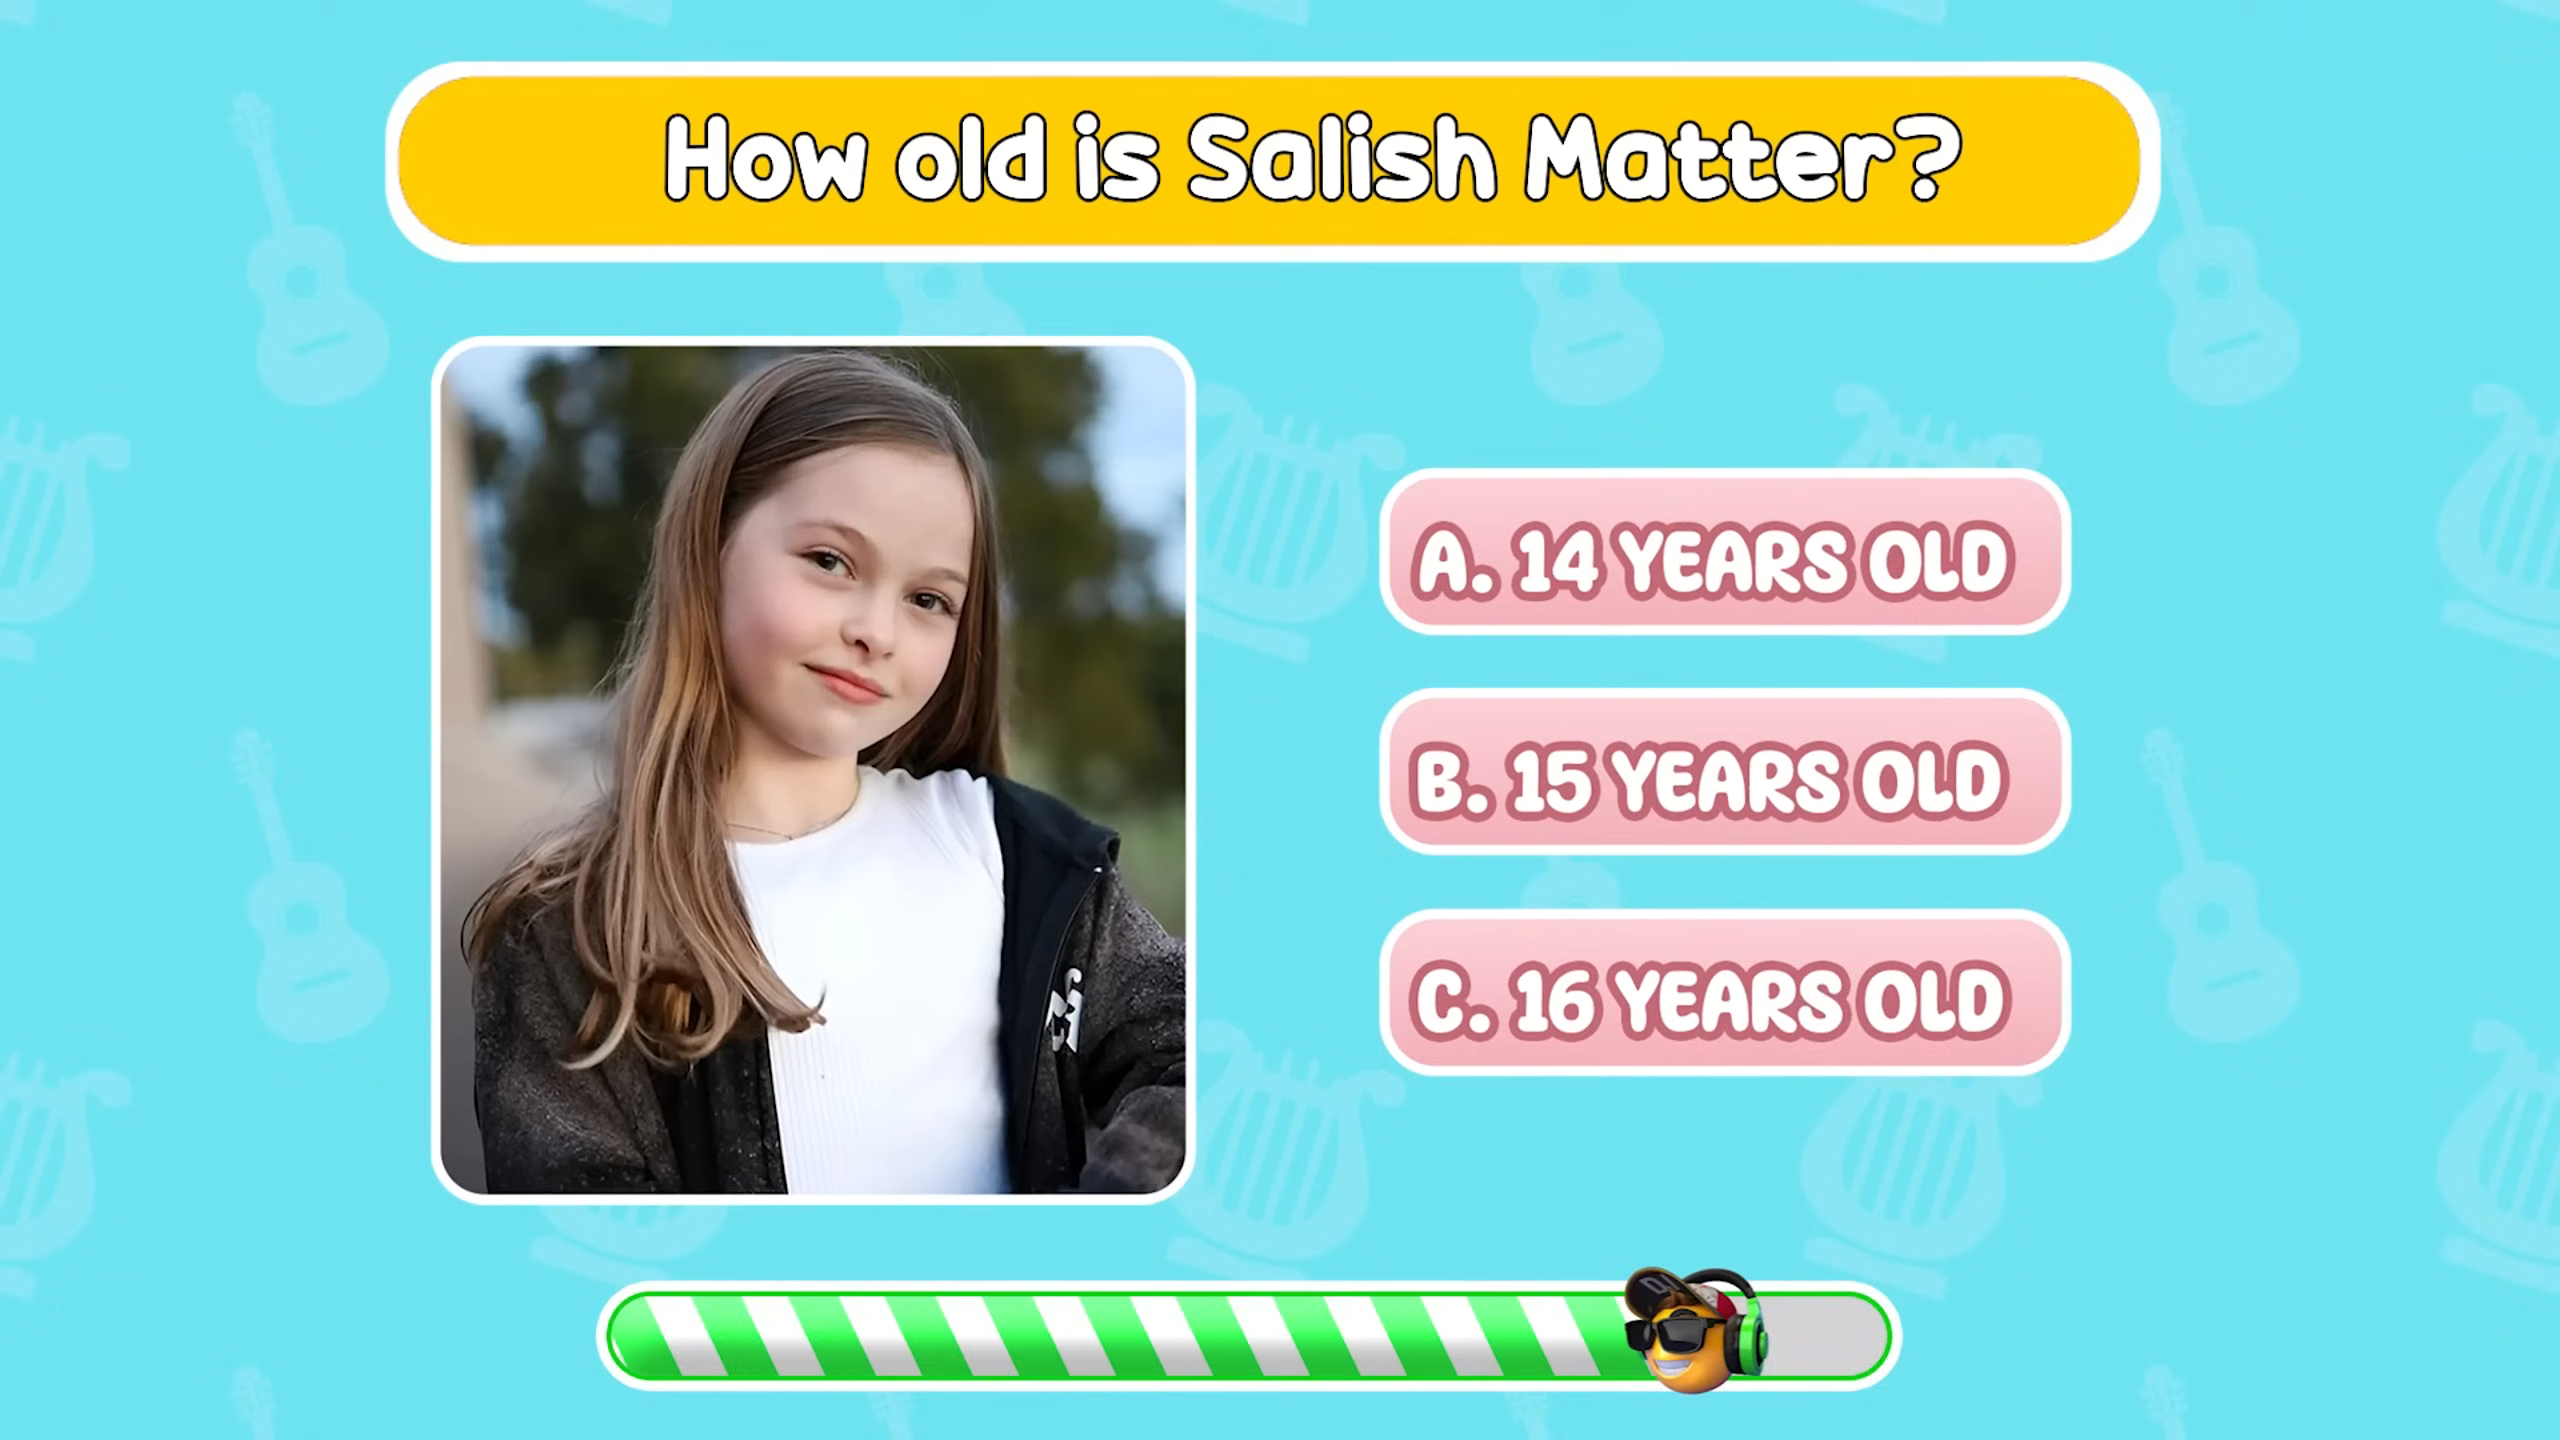 How old is Salish Matter?
A. 14 YEARS OLD
B. 15 YEARS OLD
C. 16 YEARS OLD